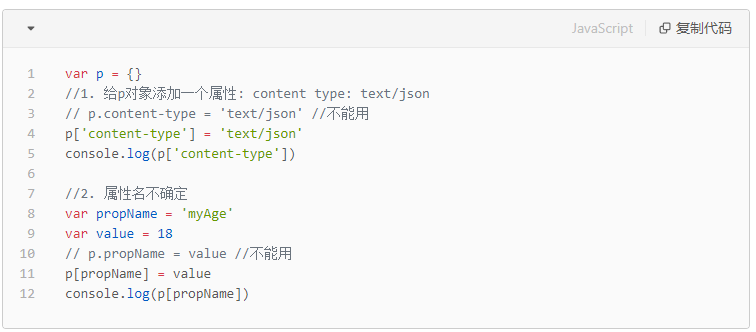 JavaScript 复制代码
1 var p = {}
2 //1. 给p对象添加一个属性: content type: text/json
3 // p.content-type = 'text/json' //不能用
4 p['content-type'] = 'text/json'
5 console.log(p['content-type'])
6
7 //2. 属性名不确定
8 var propName = 'myAge'
9 var value = 18
10 // p.propName = value //不能用
11 p[propName] = value
12 console.log(p[propName])